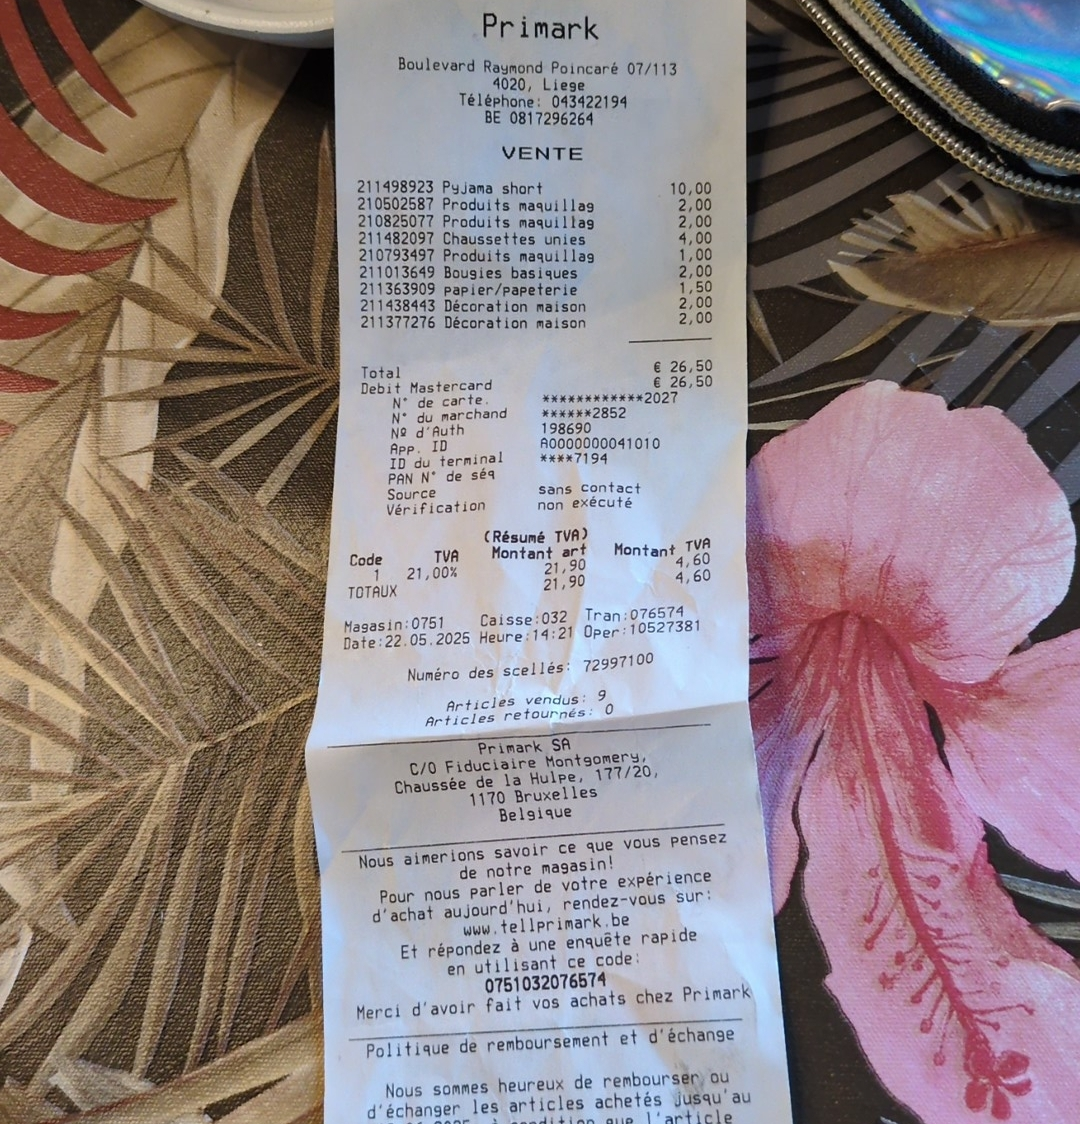 Primark
Boulevard Raymond Poincaré 07/113
4020, Liege
Téléphone: 043422194
BE 0817296264
VENTE
211498923 Pyjama short 10,00
210502587 Produits maquillag 2,00
210825077 Produits maquillag 2,00
211482097 Chaussettes unies 4,00
210793497 Produits maquillag 1,00
211013649 Bougies basiques 2,00
211363909 papier/papeterie 1,50
211438443 Décoration maison 2,00
211377276 Décoration maison 2,00
Total € 26,50
Debit Mastercard € 26,50
N° de carte. ************2027
N° du marchand ******2852
Nº d'Auth 198690
App. ID A0000000041010
ID du terminal ****7194
PAN N° de séq
Source sans contact
Vérification non exécuté
(Résumé TVA)
Code TVA Montant art Montant TVA
1 21,00% 21,90 4,60
TOTAUX 21,90 4,60
Magasin:0751 Caisse:032 Tran:076574
Date:22.05.2025 Heure:14:21 Oper:10527381
Numéro des scellés: 72997100
Articles vendus: 9
Articles retournés: 0
Primark SA
C/O Fiduciaire Montgomery,
Chaussée de la Hulpe, 177/20,
1170 Bruxelles
Belgique
Nous aimerions savoir ce que vous pensez
de notre magasin!
Pour nous parler de votre expérience
d'achat aujourd'hui, rendez-vous sur:
www.tellprimark.be
Et répondez à une enquête rapide
en utilisant ce code:
0751032076574
Merci d'avoir fait vos achats chez Primark
Politique de remboursement et d'échange
Nous sommes heureux de rembourser ou
d'échanger les articles achetés jusqu'au
à condition que l'article